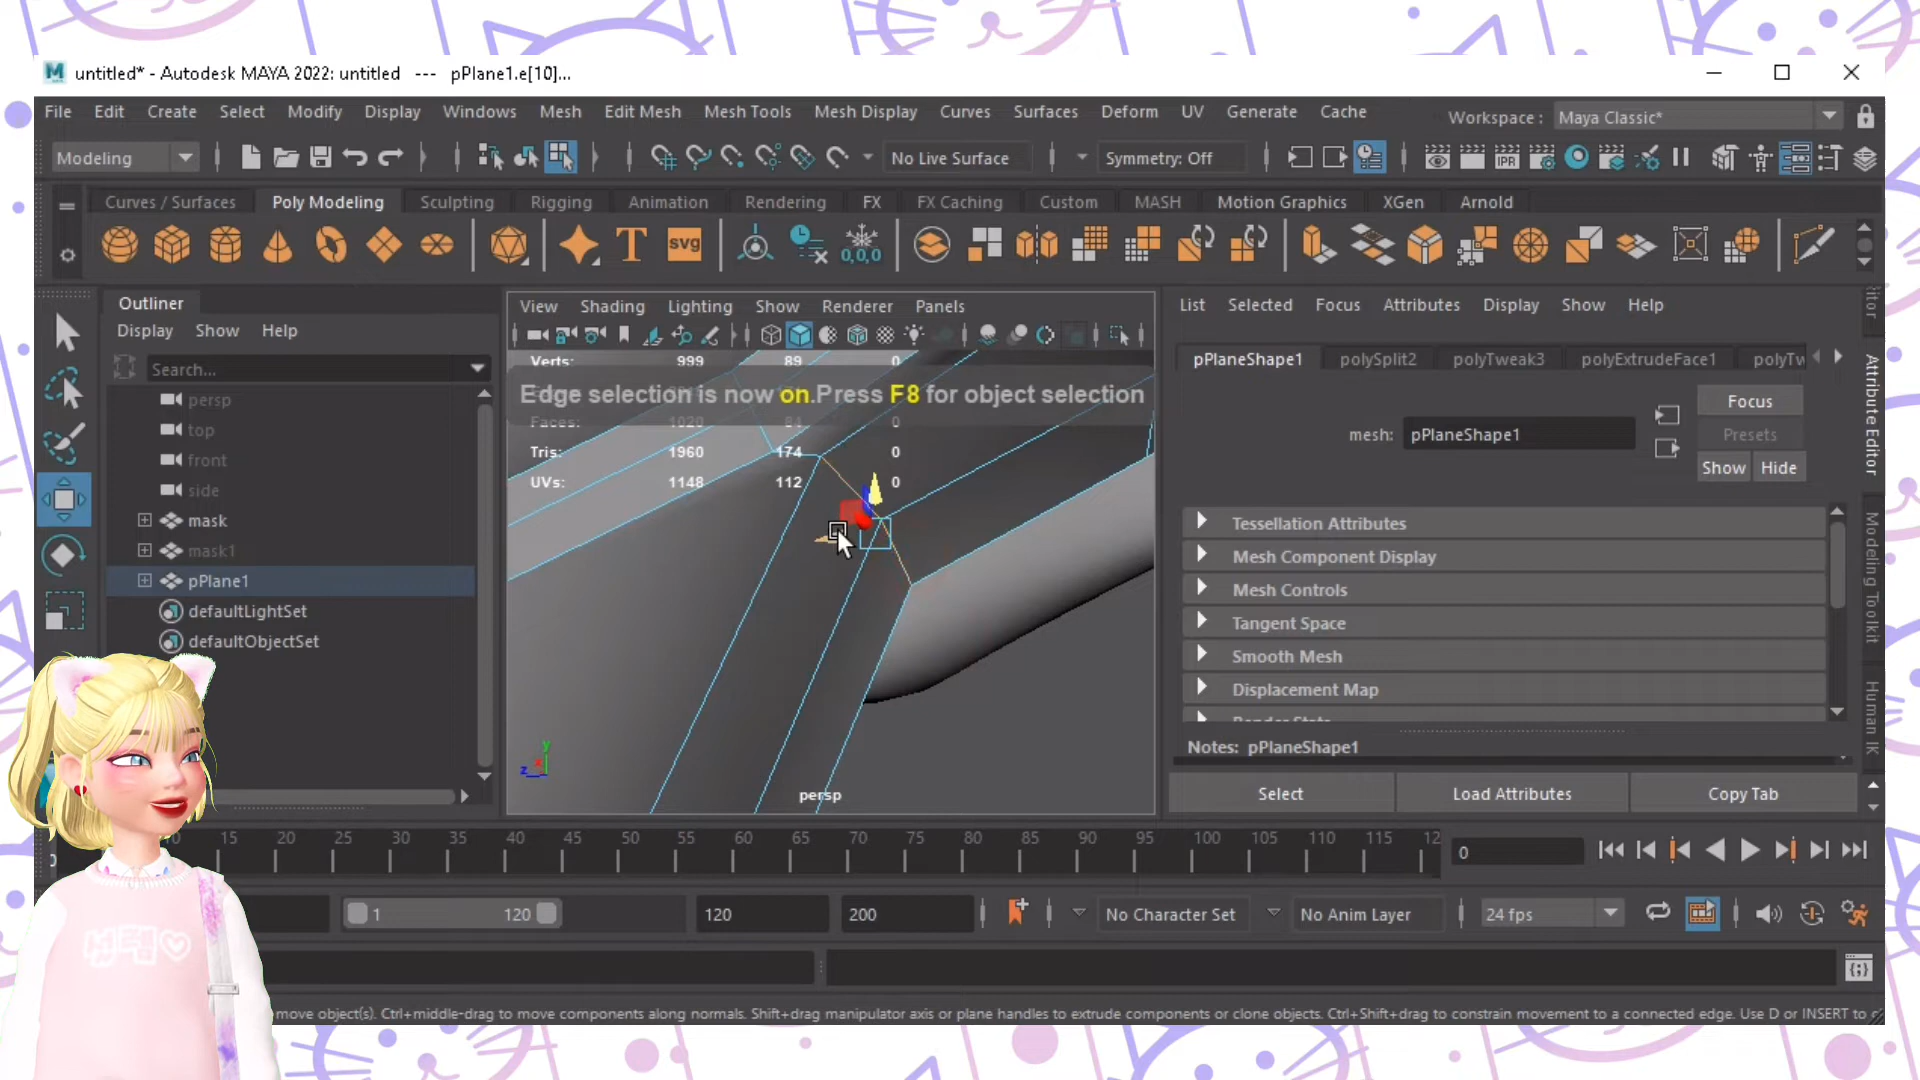 untitled* - Autodesk MAYA 2022: untitled --- pPlane1.e[10]...
File Edit Create Select Modify Display Windows Mesh Edit Mesh Mesh Tools Mesh Display Curves Surfaces Deform UV Generate Cache Workspace : Maya Classic*
Modeling No Live Surface Symmetry: Off IPR
Curves / Surfaces Poly Modeling Sculpting Rigging Animation Rendering FX FX Caching Custom MASH Motion Graphics XGen Arnold
T svg 0,0,0
Outliner
Display Show Help
Search...
persp
top
front
side
mask
mask1
pPlane1
defaultLightSet
defaultObjectSet
View Shading Lighting Show Renderer Panels
Verts: 999 89 0
Edge selection is now on.Press F8 for object selection
Faces: 1020 84 0
Tris: 1960 174 0
UVs: 1148 112 0
y
z x
persp
List Selected Focus Attributes Display Show Help
pPlaneShape1 polySplit2 polyTweak3 polyExtrudeFace1 polyTw
mesh: pPlaneShape1
Focus
Presets
Show Hide
Tessellation Attributes
Mesh Component Display
Mesh Controls
Tangent Space
Smooth Mesh
Displacement Map
Notes: pPlaneShape1
Select Load Attributes Copy Tab
Attribute Editor
Modeling Toolkit
Human IK
15 20 25 30 35 40 45 50 55 60 65 70 75 80 85 90 95 100 105 110 115 12
0
1 120 120 200 No Character Set No Anim Layer 24 fps
move object(s). Ctrl+middle-drag to move components along normals. Shift+drag manipulator axis or plane handles to extrude components or clone objects. Ctrl+Shift+drag to constrain movement to a connected edge. Use D or INSERT to